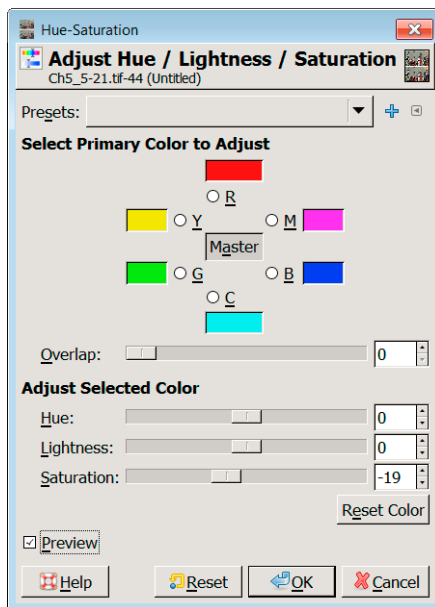 Hue-Saturation
Adjust Hue / Lightness / Saturation
Ch5_5-21.tif-44 (Untitled)
Presets:
Select Primary Color to Adjust
R
Y M
Master
G B
C
Overlap: 0
Adjust Selected Color
Hue: 0
Lightness: 0
Saturation: -19
Reset Color
Preview
Help Reset OK Cancel